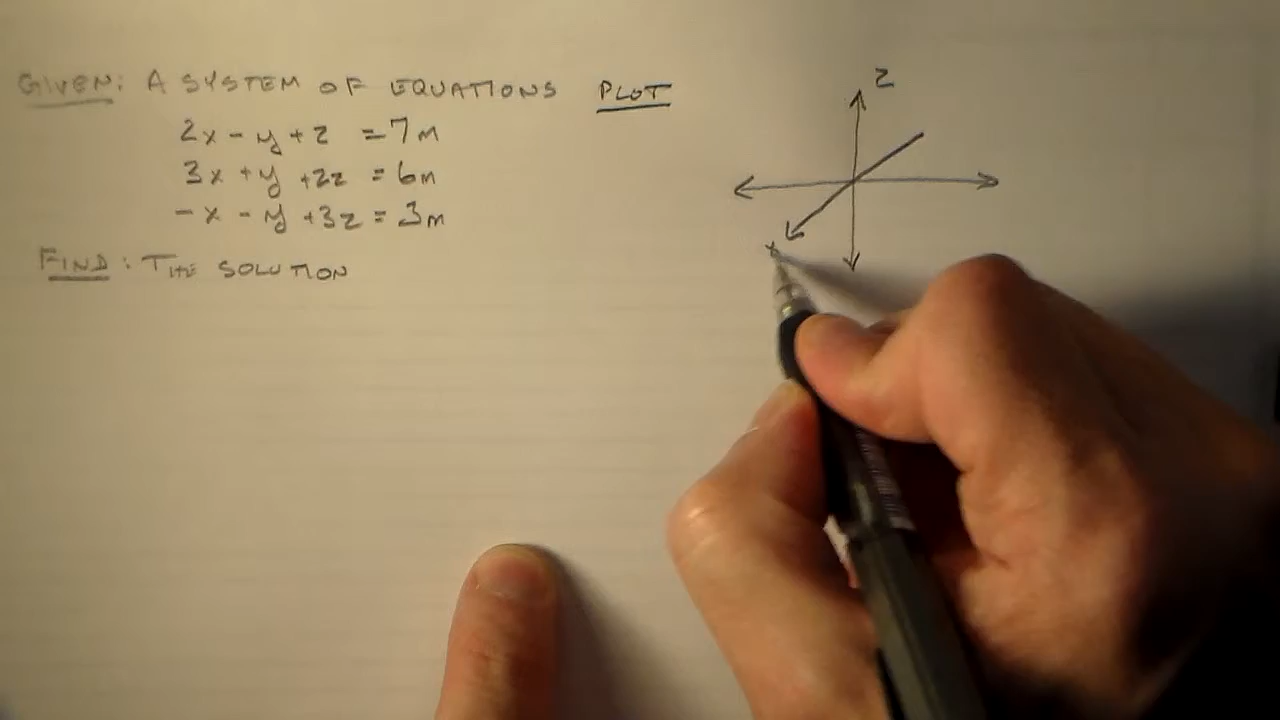 GIVEN: A SYSTEM OF EQUATIONS PLOT
2x - y + z = 7m
3x + y + 2z = 6m
-x - y + 3z = 3m
FIND: THE SOLUTION
z
x